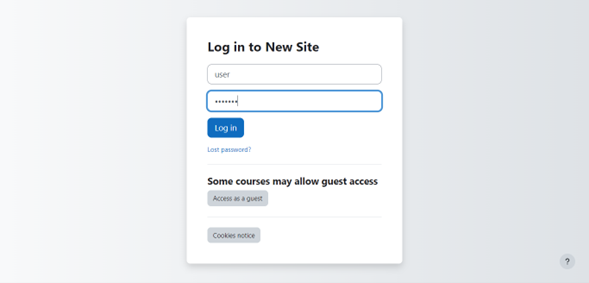 Log in to New Site
user
•••••••
Log in
Lost password?
Some courses may allow guest access
Access as a guest
Cookies notice
?